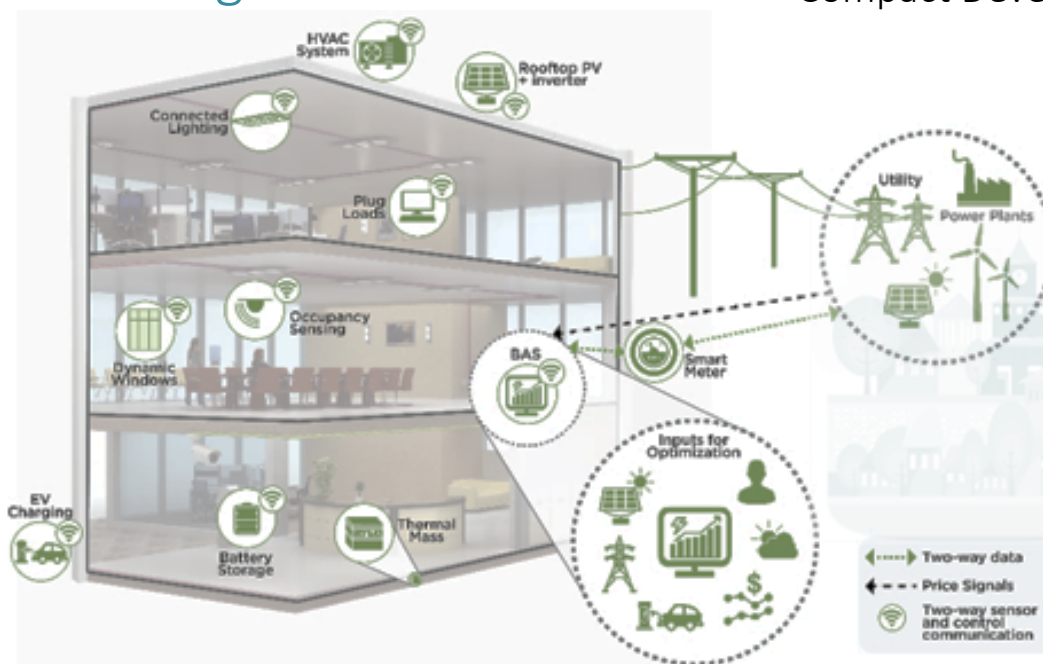 HVAC
System
Rooftop PV
+ Inverter
Connected
Lighting
Plug
Loads
Utility
Power Plants
Occupancy
Sensing
Dynamic
Windows
BAS
Smart
Meter
Inputs for
Optimization
$
EV
Charging
Battery
Storage
Thermal
Mass
Two-way data
Price Signals
Two-way sensor
and control
communication